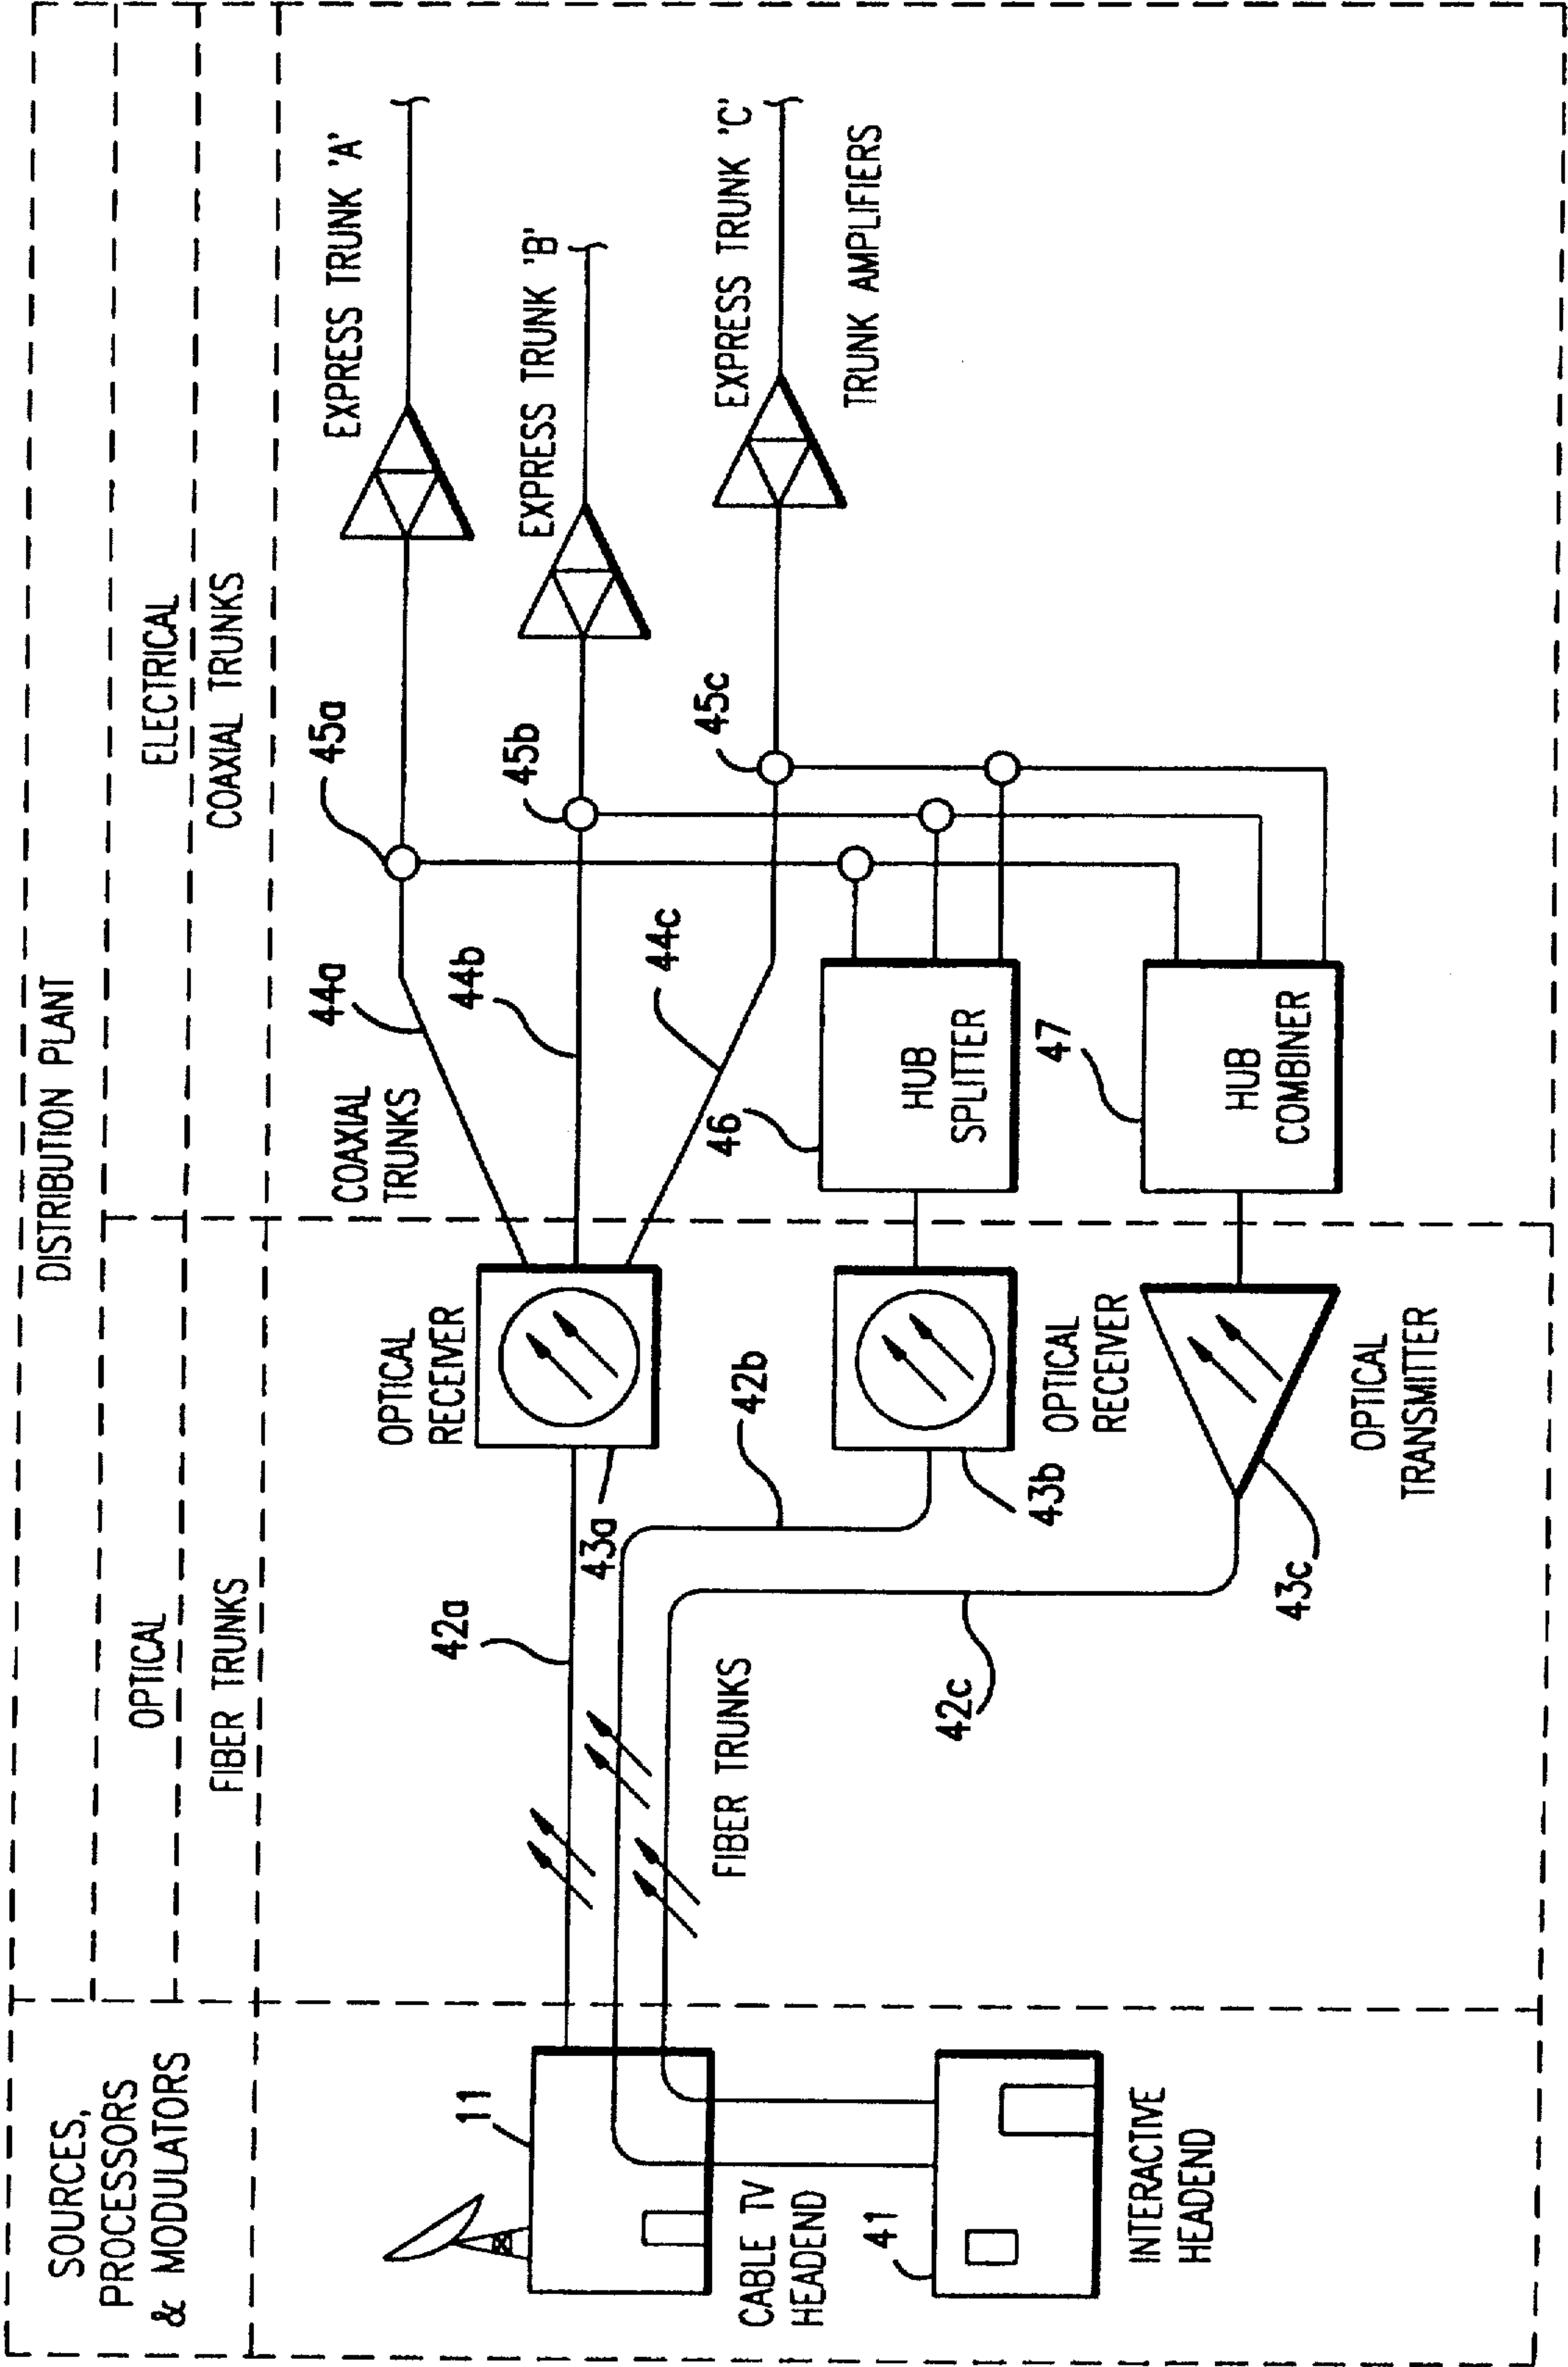 SOURCES,
PROCESSORS
& MODULATORS
DISTRIBUTION PLANT
OPTICAL
ELECTRICAL
FIBER TRUNKS
COAXIAL TRUNKS
11
CABLE TV
HEADEND
41
INTERACTIVE
HEADEND
42a
FIBER TRUNKS
42b
42c
OPTICAL
RECEIVER
43a
43b
OPTICAL
RECEIVER
43c
OPTICAL
TRANSMITTER
COAXIAL
TRUNKS
44a
44b
44c
45a
45b
45c
46
HUB
SPLITTER
47
HUB
COMBINER
EXPRESS TRUNK 'A'
EXPRESS TRUNK 'B'
EXPRESS TRUNK 'C'
TRUNK AMPLIFIERS